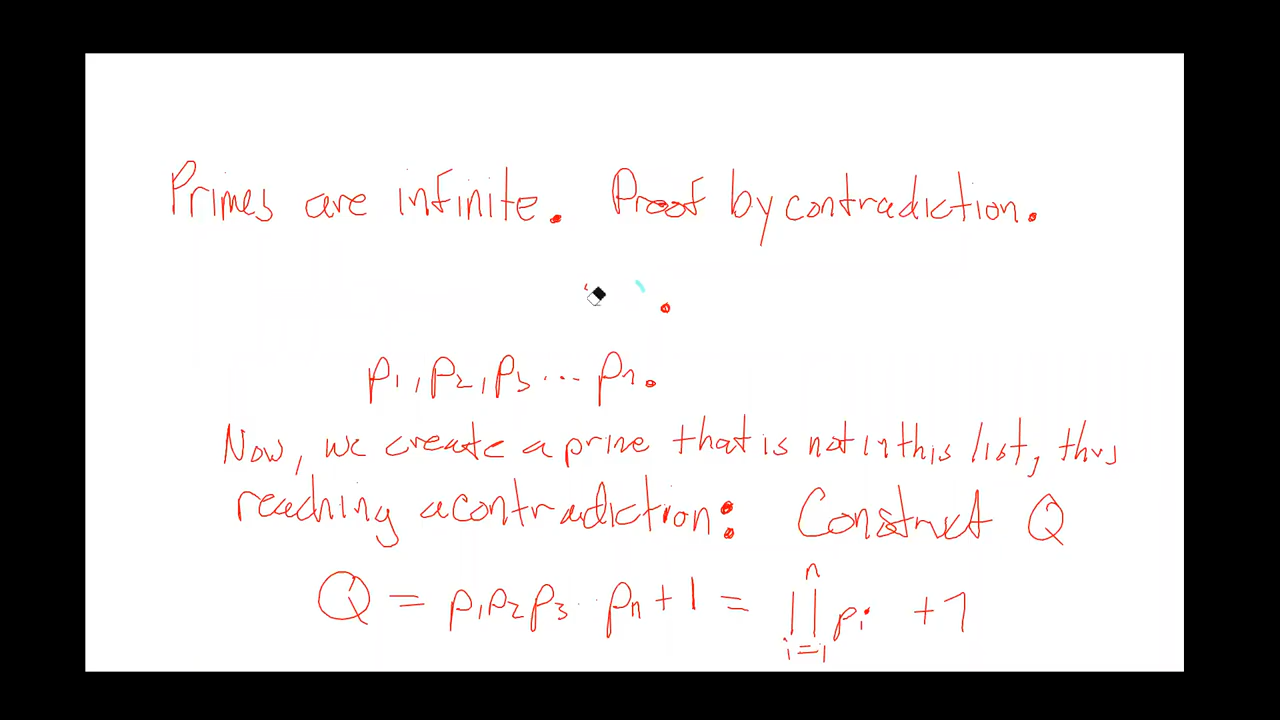 Primes are infinite. Proof by contradiction.
p1, p2, p3 ... pn.
Now, we create a prime that is not in this list, thus
reaching a contradiction: Construct Q
Q = p1p2p3 .. pn + 1 = ∏ i=1 n pi + 1